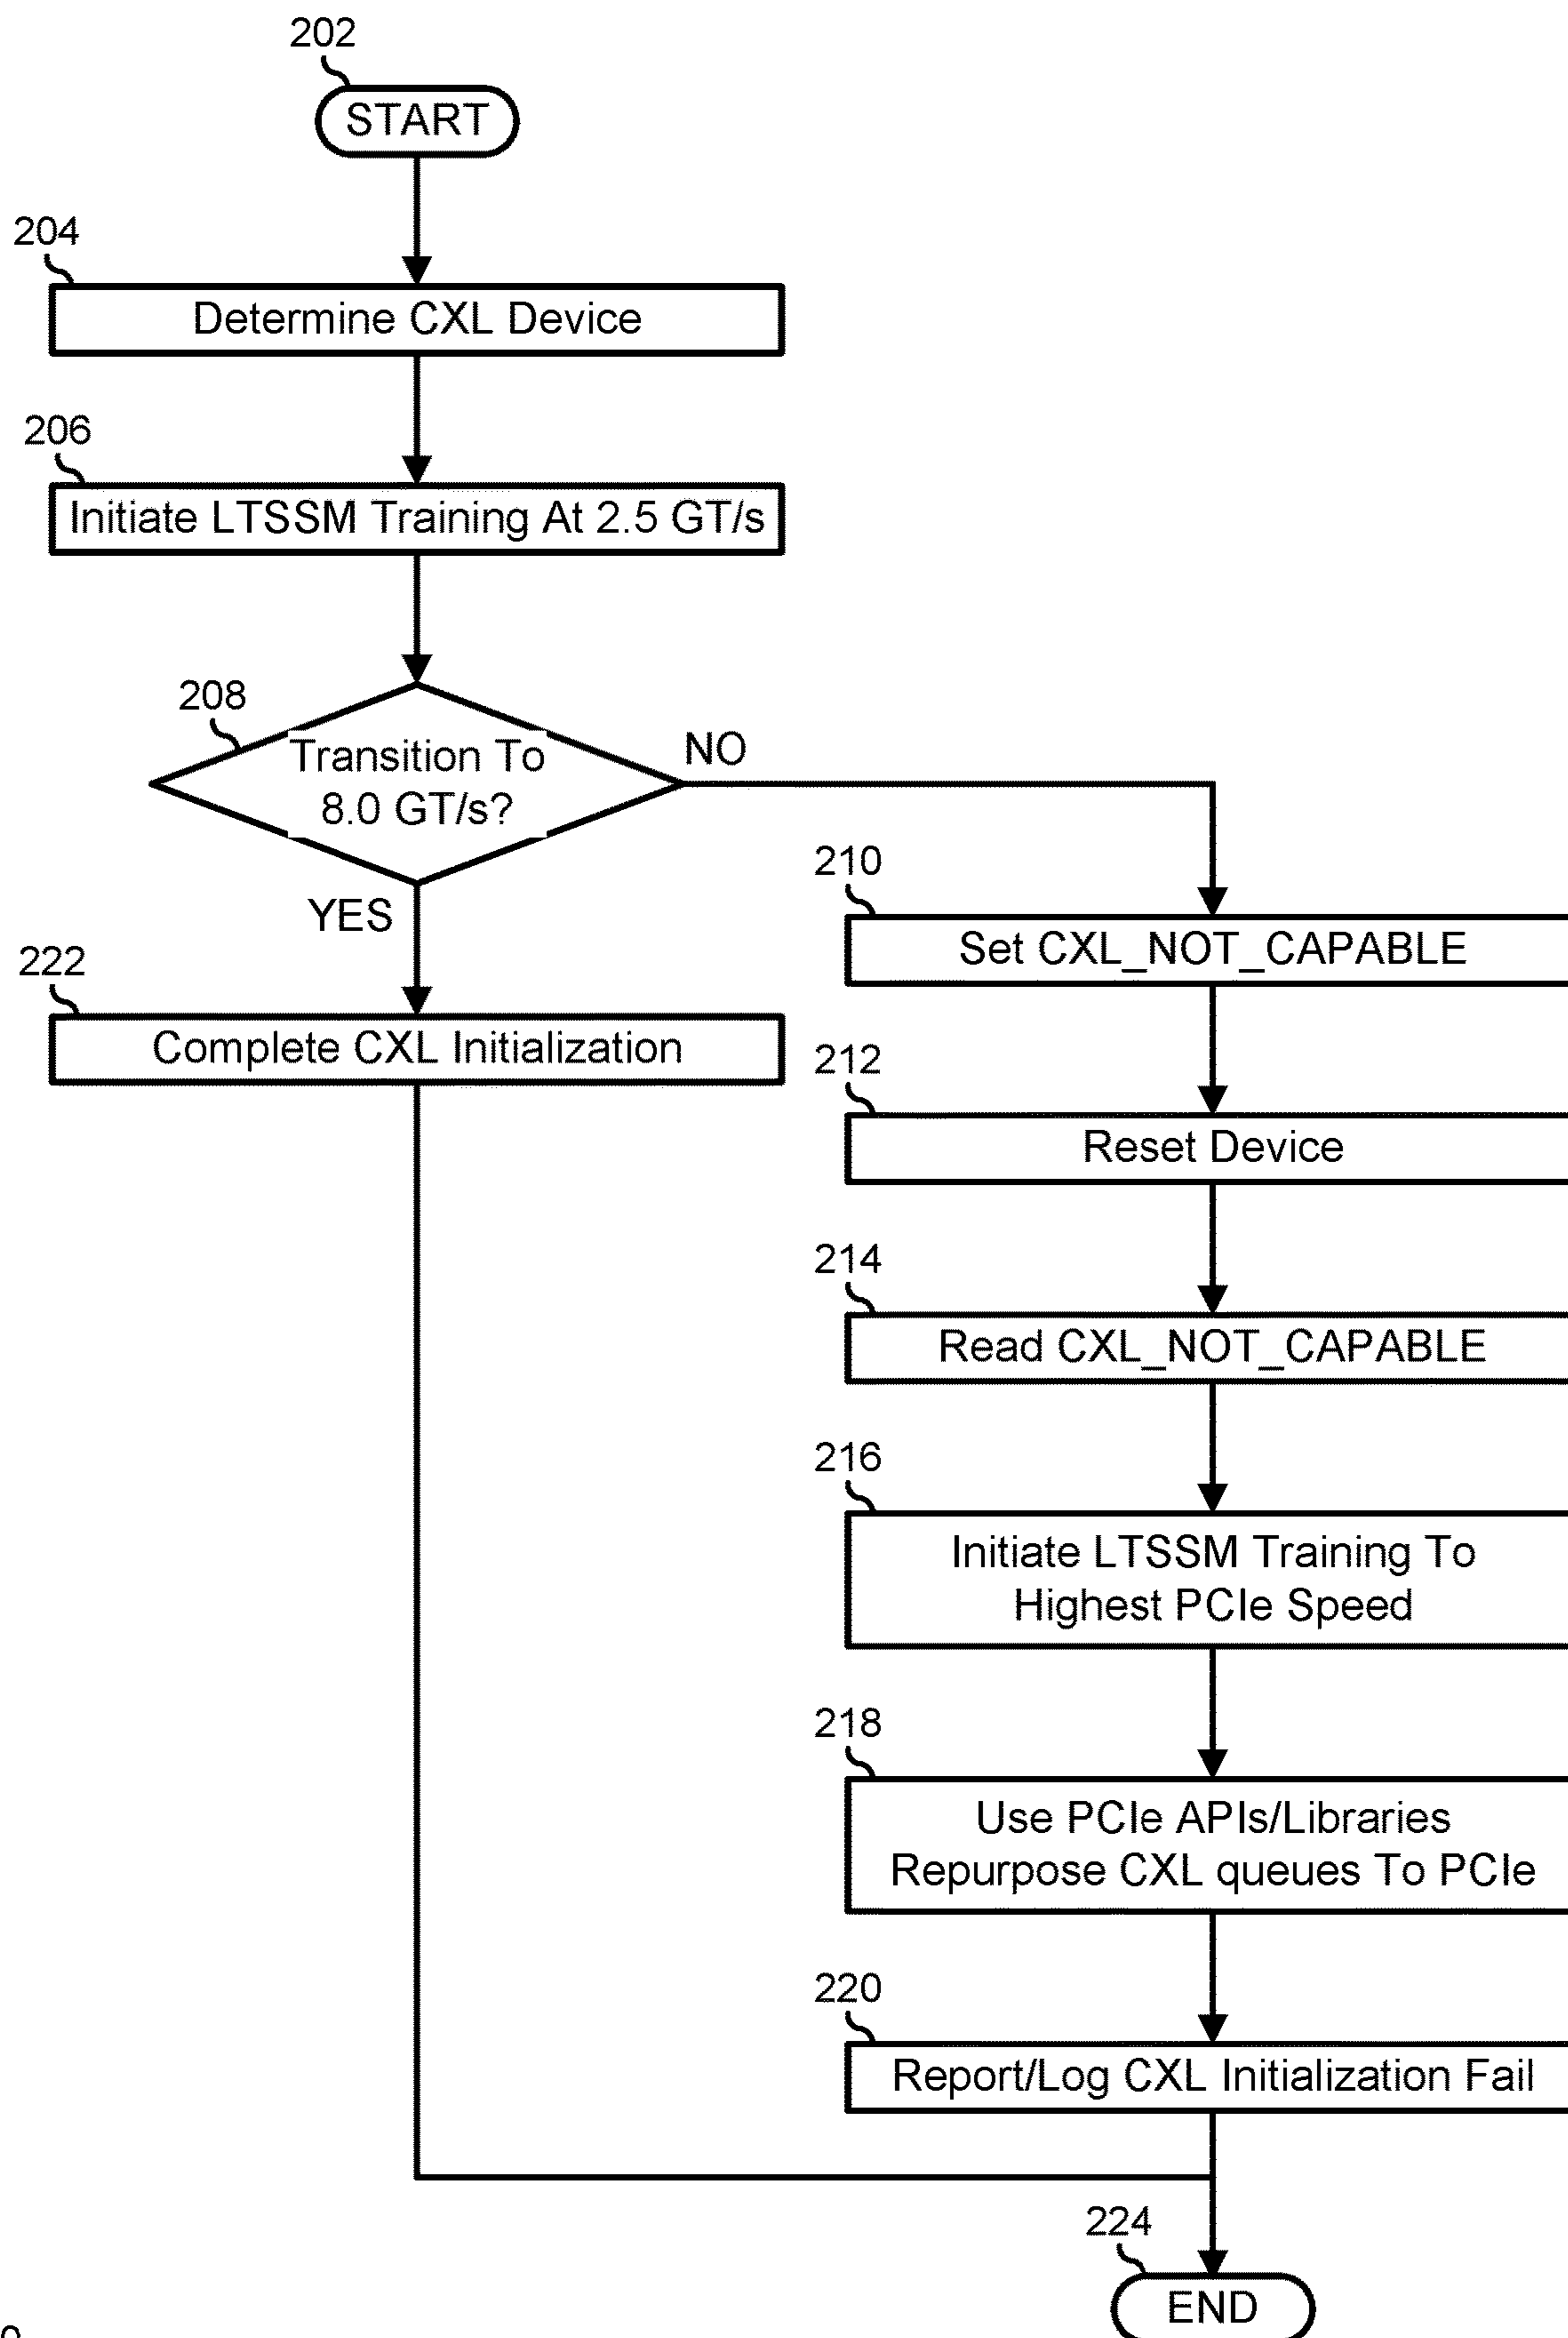 202
START
204
Determine CXL Device
206
Initiate LTSSM Training At 2.5 GT/s
208
Transition To
8.0 GT/s?
NO
YES
210
Set CXL_NOT_CAPABLE
222
Complete CXL Initialization
212
Reset Device
214
Read CXL_NOT_CAPABLE
216
Initiate LTSSM Training To
Highest PCIe Speed
218
Use PCIe APIs/Libraries
Repurpose CXL queues To PCIe
220
Report/Log CXL Initialization Fail
224
END